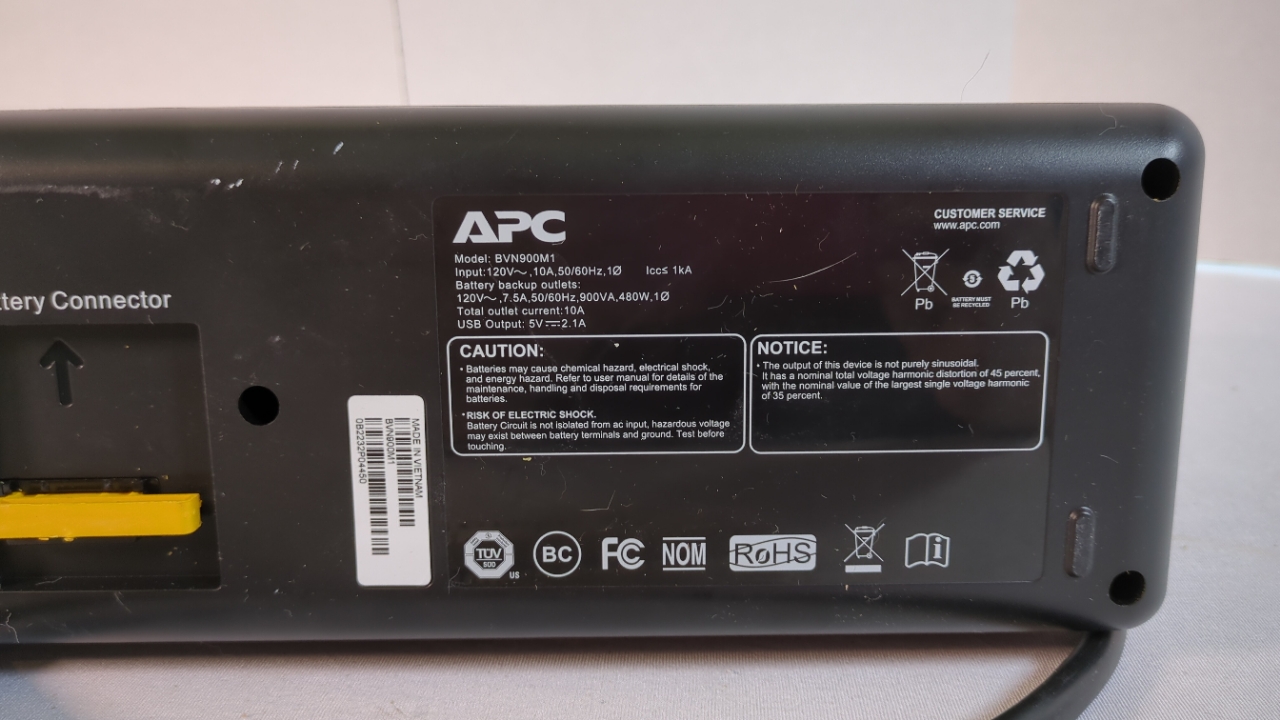 APC
Model: BVN900M1
Input:120V～,10A,50/60Hz,1Ø Icc≤ 1kA
Battery backup outlets:
120V～,7.5A,50/60Hz,900VA,480W,1Ø
Total outlet current:10A
USB Output: 5V⎓2.1A
CUSTOMER SERVICE
www.apc.com
Pb
BATTERY MUST
BE RECYCLED
Pb
ttery Connector
CAUTION:
• Batteries may cause chemical hazard, electrical shock,
and energy hazard. Refer to user manual for details of the
maintenance, handling and disposal requirements for
batteries.
• RISK OF ELECTRIC SHOCK.
Battery Circuit is not isolated from ac input, hazardous voltage
may exist between battery terminals and ground. Test before
touching.
NOTICE:
• The output of this device is not purely sinusoidal.
It has a nominal total voltage harmonic distortion of 45 percent,
with the nominal value of the largest single voltage harmonic
of 35 percent.
MADE IN VIETNAM
BVN900M1
0B2232P04450
TÜV
SÜD
US
BC
FC
NOM
RoHS
i